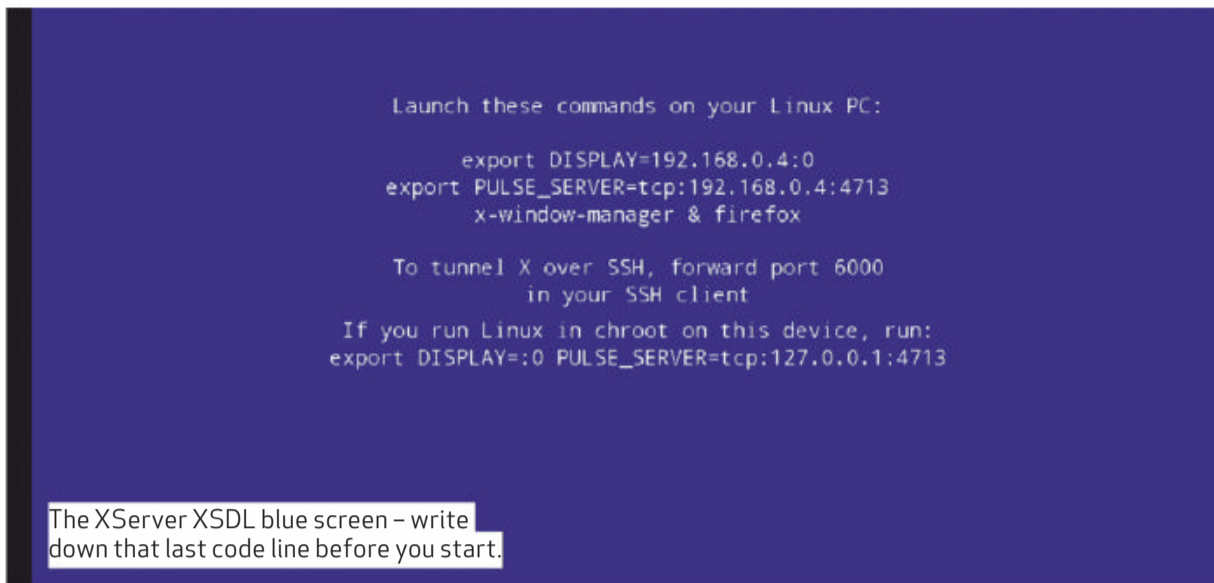 Launch these commands on your Linux PC:
export DISPLAY=192.168.0.4:0
export PULSE_SERVER=tcp:192.168.0.4:4713
x-window-manager & firefox
To tunnel X over SSH, forward port 6000
in your SSH client
If you run Linux in chroot on this device, run:
export DISPLAY=:0 PULSE_SERVER=tcp:127.0.0.1:4713
The XServer XSDL blue screen – write
down that last code line before you start.